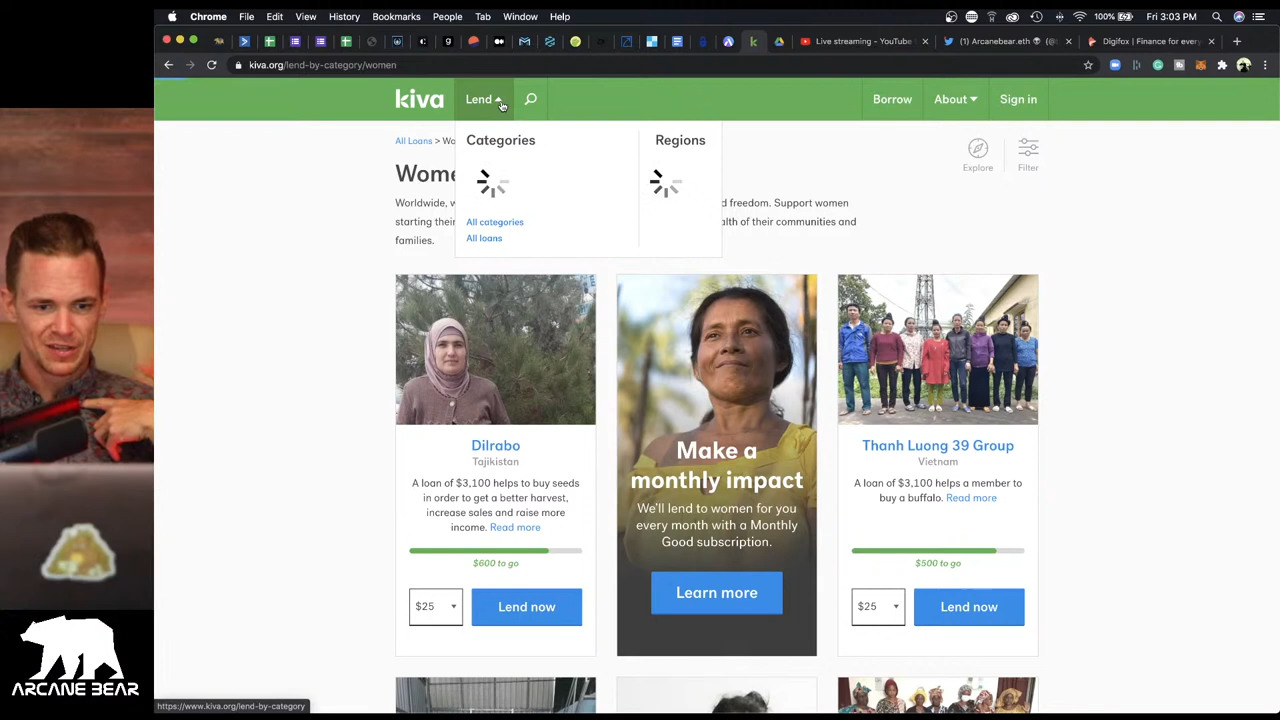 Chrome File Edit View History Bookmarks People Tab Window Help
100% Fri 3:03 PM
Live streaming - YouTube
(1) Arcanebear.eth
Digifox | Finance for every
kiva.org/lend-by-category/women
kiva
Lend
Borrow
About
Sign in
Categories
Regions
All categories
All loans
All Loans > Wo
Explore
Filter
Wome
Worldwide, w
d freedom. Support women
starting their
alth of their communities and
families.
Dilrabo
Tajikistan
A loan of $3,100 helps to buy seeds
in order to get a better harvest,
increase sales and raise more
income. Read more
$600 to go
$25
Lend now
Make a
monthly impact
We'll lend to women for you
every month with a Monthly
Good subscription.
Learn more
Thanh Luong 39 Group
Vietnam
A loan of $3,100 helps a member to
buy a buffalo. Read more
$500 to go
$25
Lend now
ARCANE BEAR
https://www.kiva.org/lend-by-category